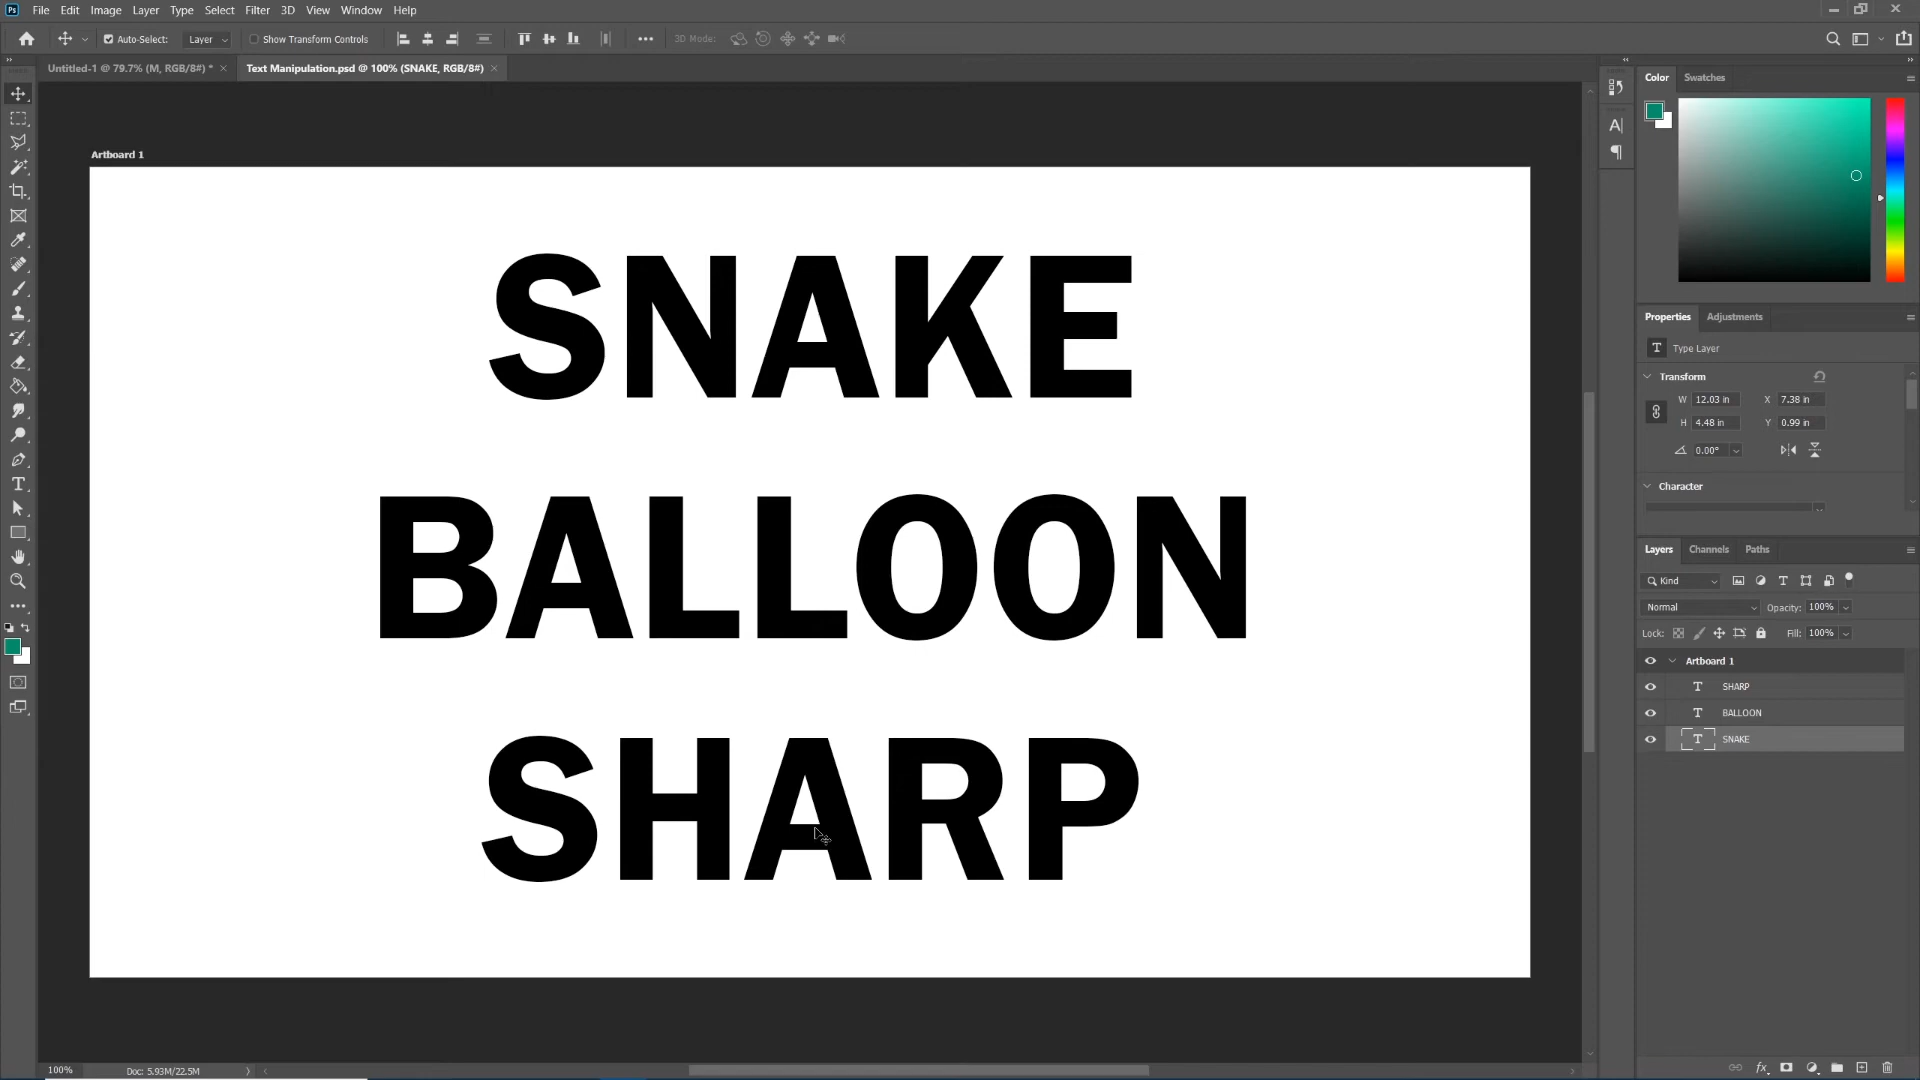 Ps File Edit Image Layer Type Select Filter 3D View Window Help
Auto-Select: Layer Show Transform Controls 3D Mode:
Untitled-1 @ 79.7% (M, RGB/8#) * × Text Manipulation.psd @ 100% (SNAKE, RGB/8#) ×
Artboard 1
SNAKE
BALLOON
SHARP
100% Doc: 5.93M/22.5M
Color Swatches
Properties Adjustments
T Type Layer
Transform
W 12.03 in X 7.38 in
H 4.48 in Y 0.99 in
0.00°
Character
Layers Channels Paths
Kind
Normal Opacity: 100%
Lock: Fill: 100%
Artboard 1
T SHARP
T BALLOON
T SNAKE
fx